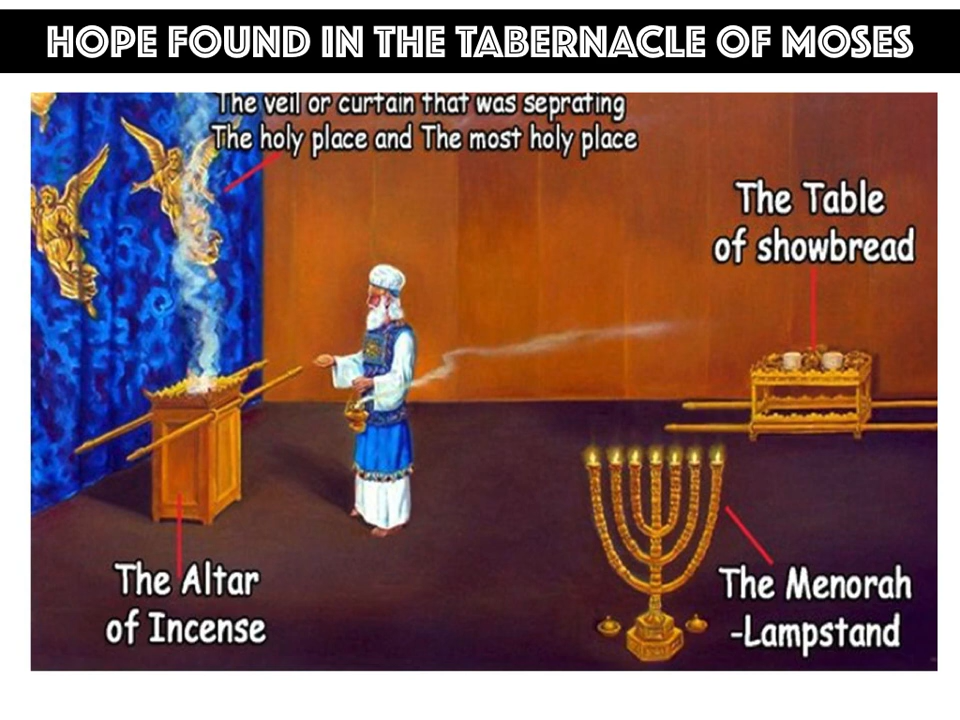 HOPE FOUND IN THE TABERNACLE OF MOSES
The veil or curtain that was seprating
The holy place and The most holy place
The Table
of showbread
The Altar
of Incense
The Menorah
-Lampstand